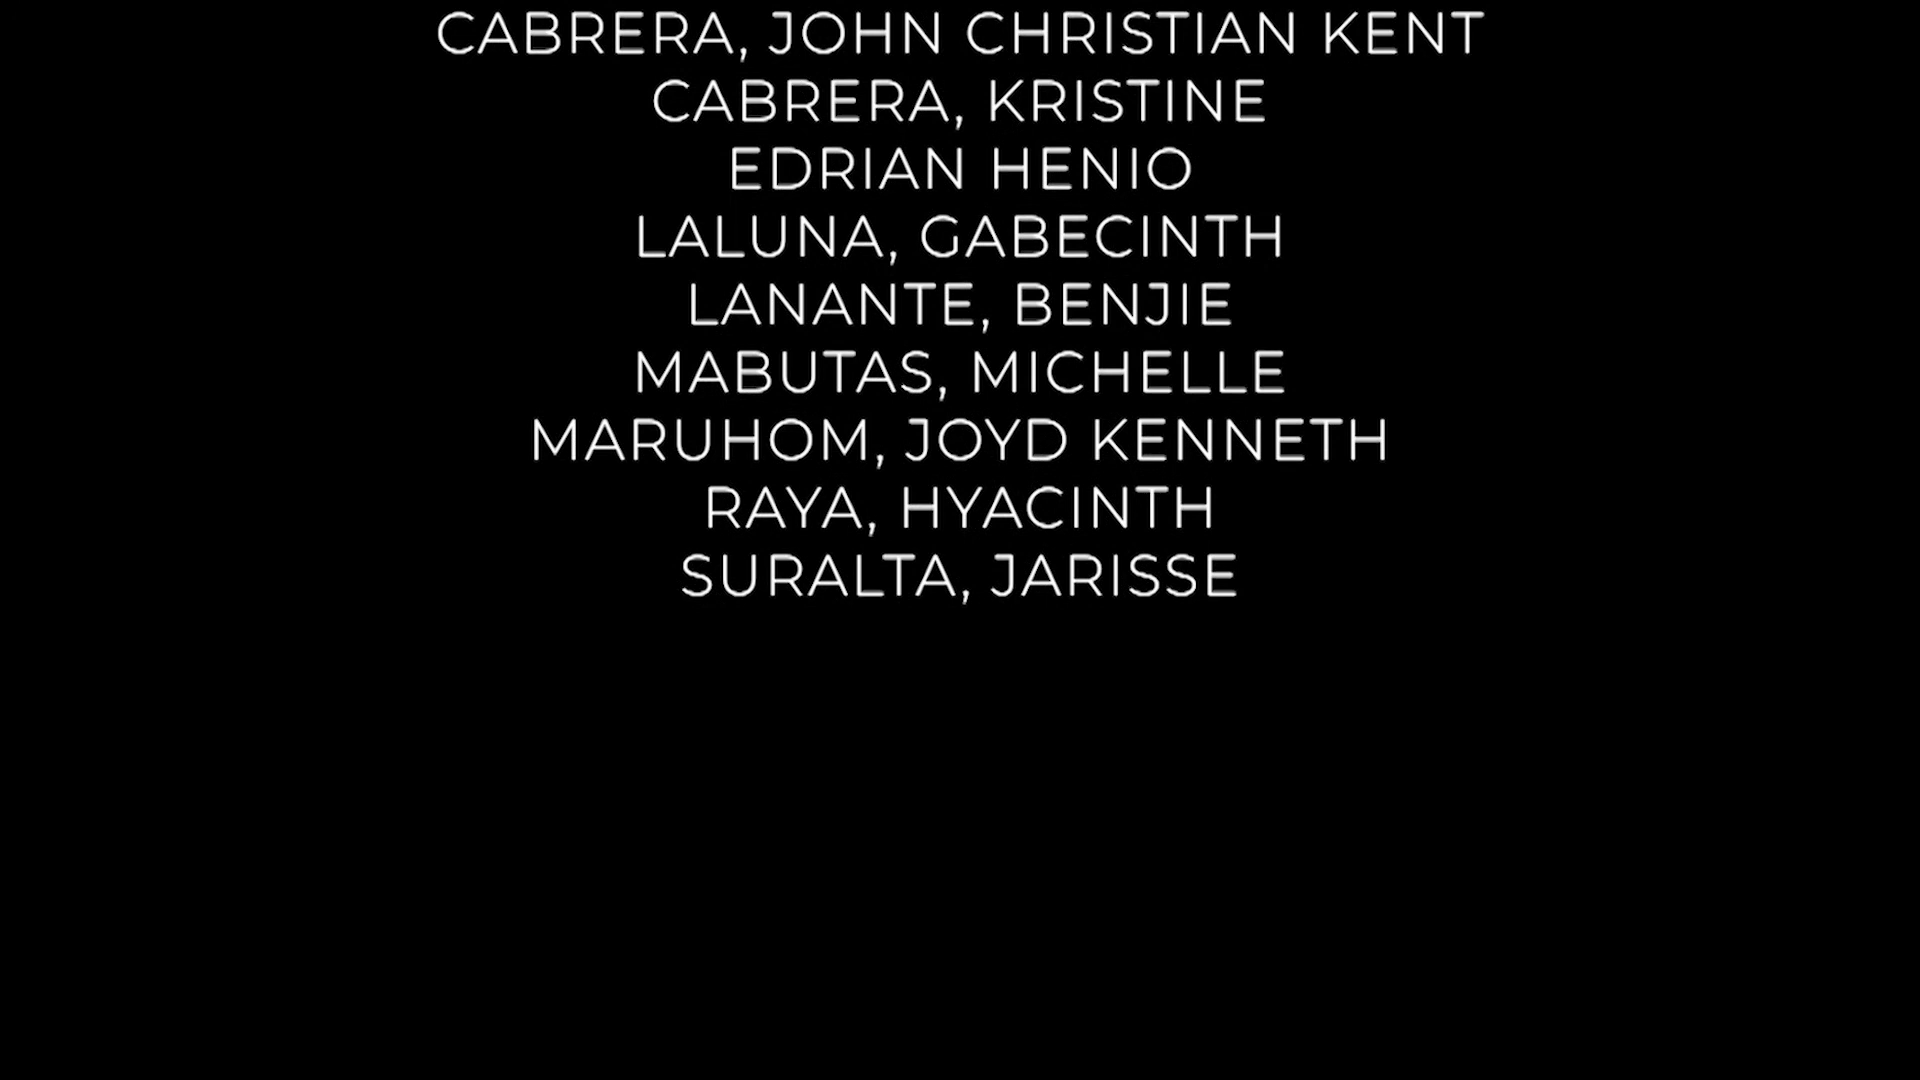 CABRERA, JOHN CHRISTIAN KENT
CABRERA, KRISTINE
EDRIAN HENIO
LALUNA, GABECINTH
LANANTE, BENJIE
MABUTAS, MICHELLE
MARUHOM, JOYD KENNETH
RAYA, HYACINTH
SURALTA, JARISSE